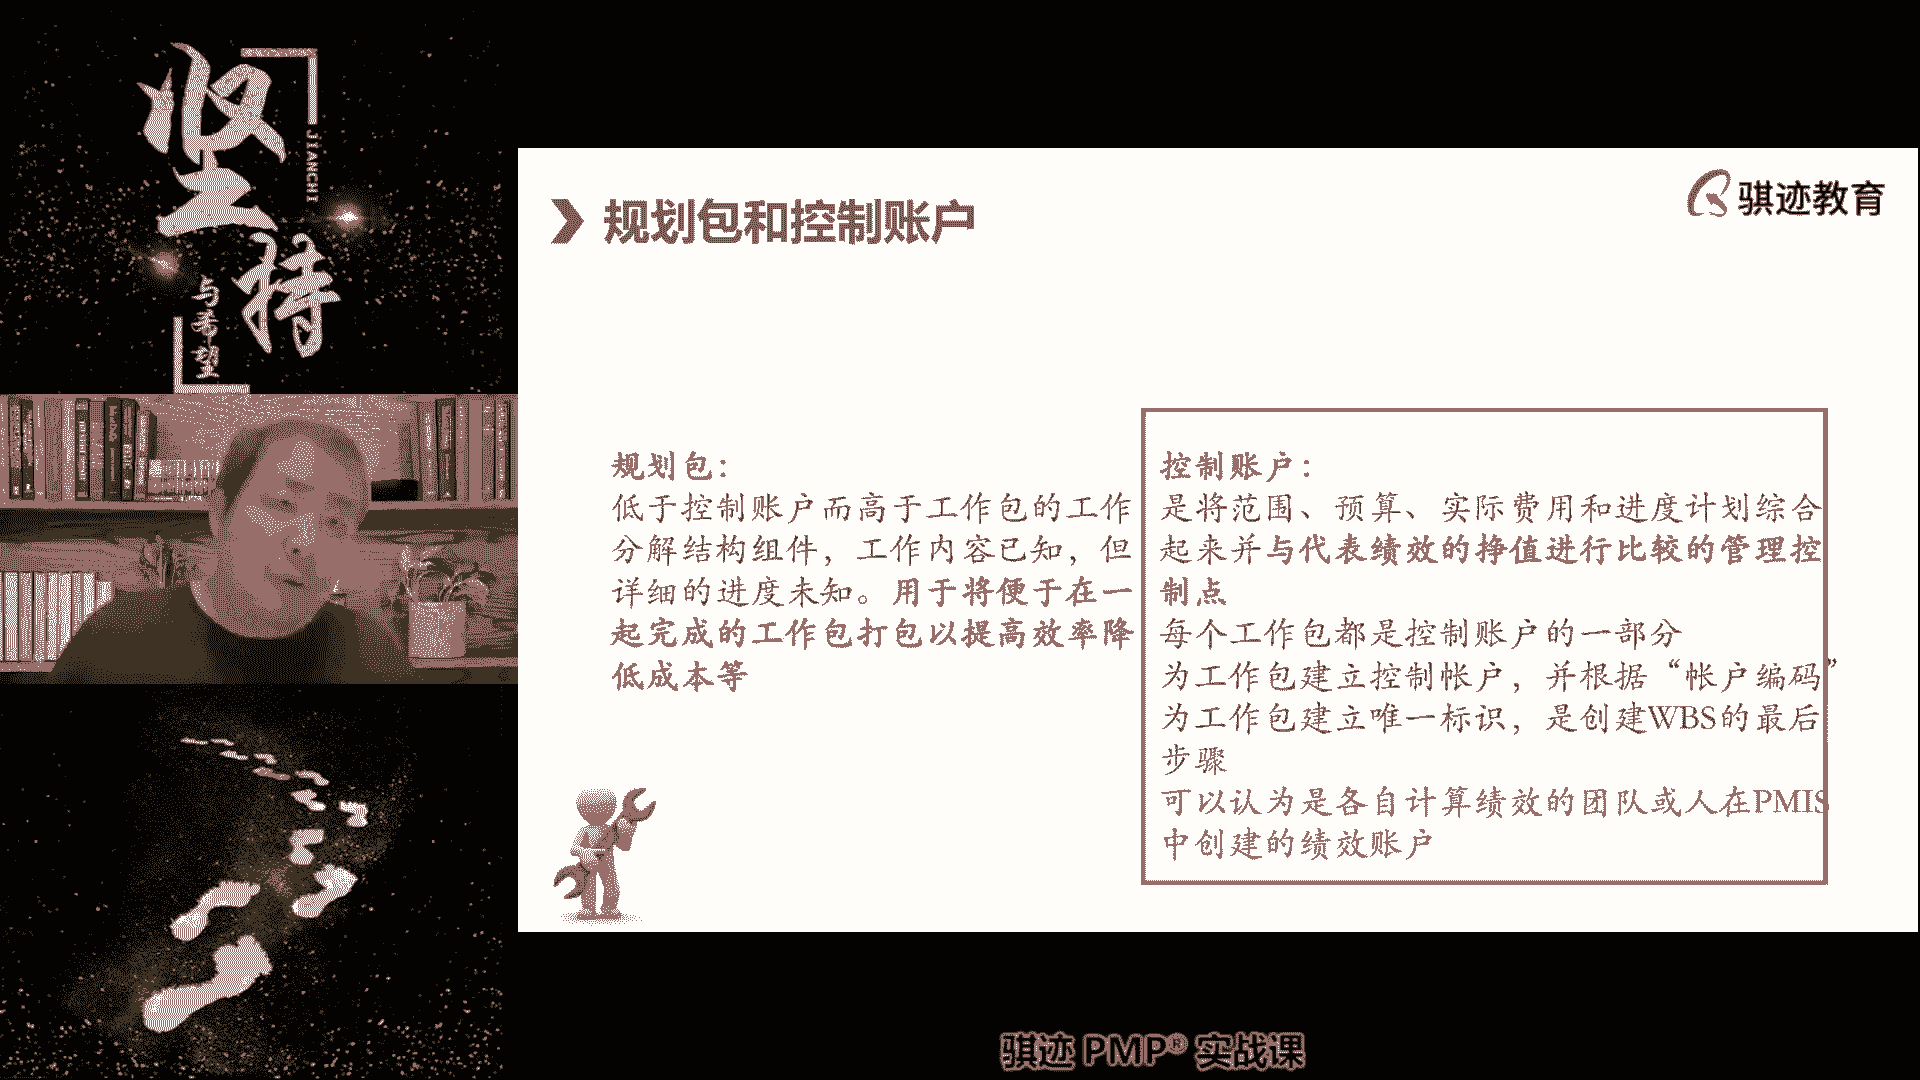 坚持
JIANCHI
与希望
规划包和控制账户
骐迹教育
规划包：
低于控制账户而高于工作包的工作
分解结构组件，工作内容已知，但
详细的进度未知。用于将便于在一
起完成的工作包打包以提高效率降
低成本等
控制账户：
是将范围、预算、实际费用和进度计划综合
起来并与代表绩效的挣值进行比较的管理控
制点
每个工作包都是控制账户的一部分
为工作包建立控制帐户，并根据“帐户编码”
为工作包建立唯一标识，是创建WBS的最后
步骤
可以认为是各自计算绩效的团队或人在PMIS
中创建的绩效账户
骐迹 PMP® 实战课